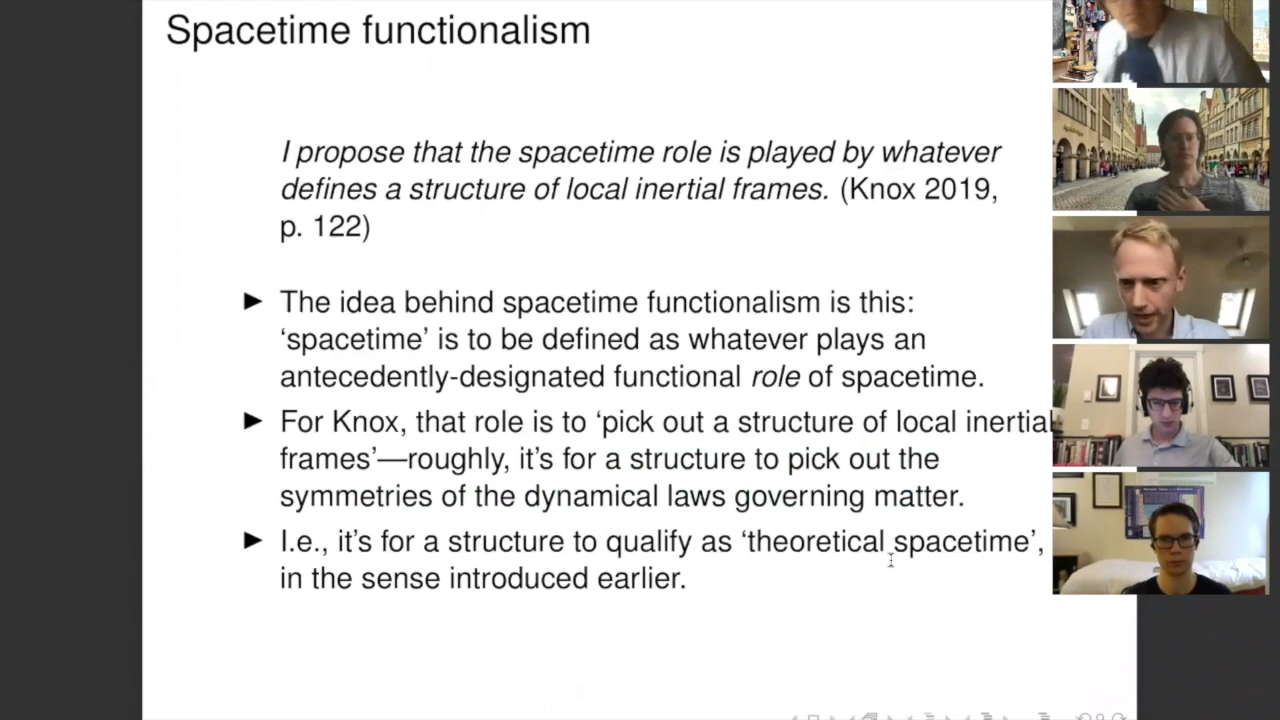 Spacetime functionalism
I propose that the spacetime role is played by whatever
defines a structure of local inertial frames. (Knox 2019,
p. 122)
► The idea behind spacetime functionalism is this:
‘spacetime’ is to be defined as whatever plays an
antecedently-designated functional role of spacetime.
► For Knox, that role is to ‘pick out a structure of local inertial
frames’—roughly, it’s for a structure to pick out the
symmetries of the dynamical laws governing matter.
► I.e., it’s for a structure to qualify as ‘theoretical spacetime’,
in the sense introduced earlier.